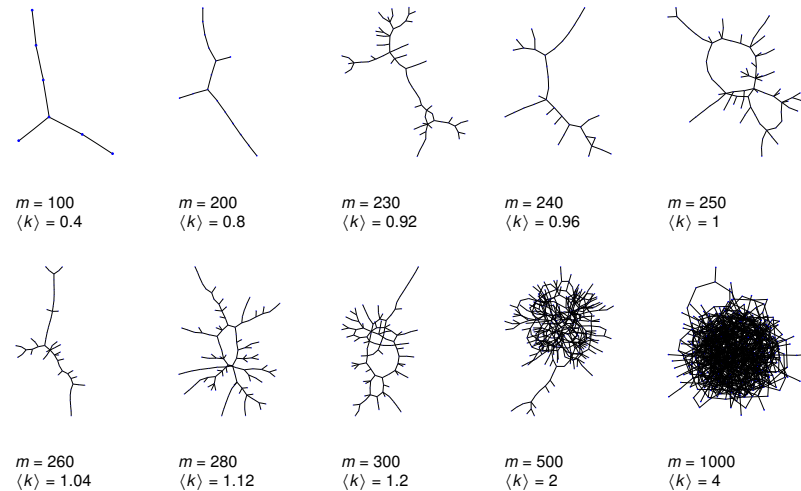 m = 100
⟨k⟩ = 0.4
m = 200
⟨k⟩ = 0.8
m = 230
⟨k⟩ = 0.92
m = 240
⟨k⟩ = 0.96
m = 250
⟨k⟩ = 1
m = 260
⟨k⟩ = 1.04
m = 280
⟨k⟩ = 1.12
m = 300
⟨k⟩ = 1.2
m = 500
⟨k⟩ = 2
m = 1000
⟨k⟩ = 4